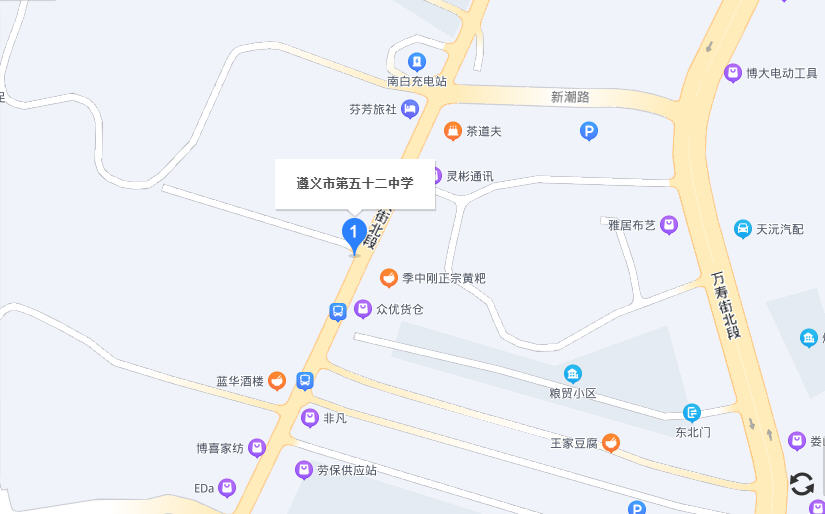 南白充电站
博大电动工具
新潮路
芬芳旅社
茶道夫
P
灵彬通讯
遵义市第五十二中学
街北段
雅居布艺
天沅汽配
1
季中刚正宗黄粑
万寿街北段
众优货仓
蓝华酒楼
粮贸小区
非凡
东北门
王家豆腐
博喜家纺
劳保供应站
EDa
P